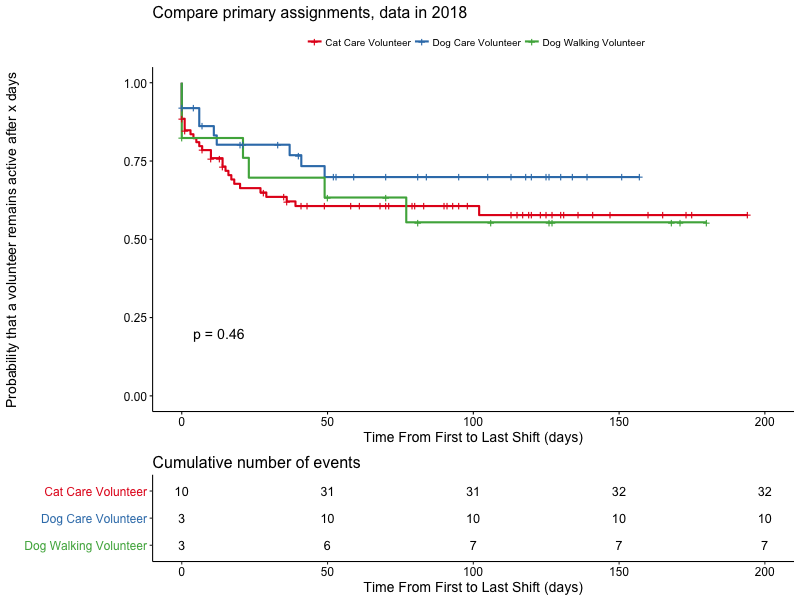 Compare primary assignments, data in 2018
Cat Care Volunteer Dog Care Volunteer Dog Walking Volunteer
Probability that a volunteer remains active after x days
1.00
0.75
0.50
0.25
0.00
p = 0.46
0 50 100 150 200
Time From First to Last Shift (days)
Cumulative number of events
Cat Care Volunteer 10 31 31 32 32
Dog Care Volunteer 3 10 10 10 10
Dog Walking Volunteer 3 6 7 7 7
0 50 100 150 200
Time From First to Last Shift (days)